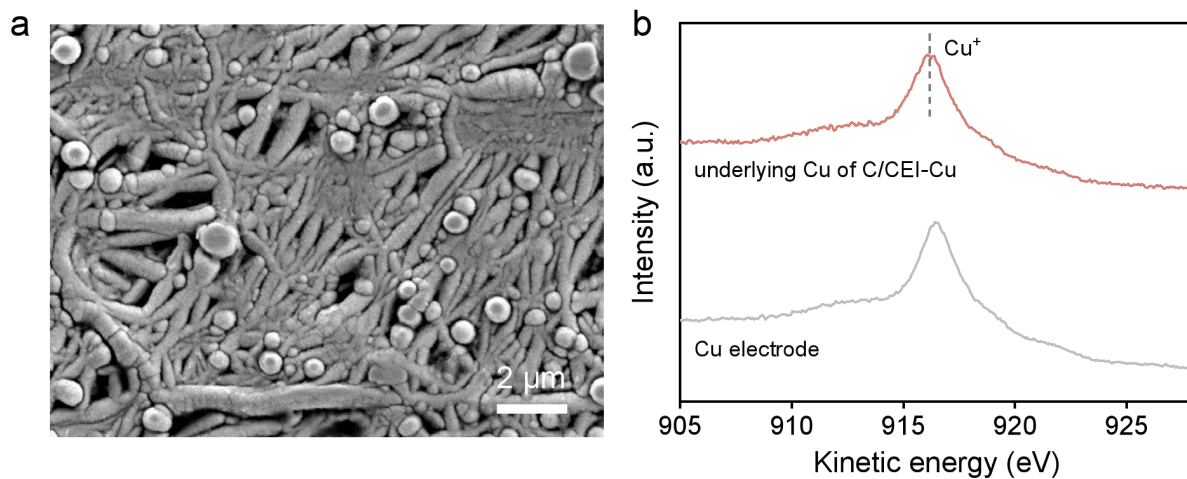 a
2 μm
b
Cu⁺
underlying Cu of C/CEI-Cu
Cu electrode
Intensity (a.u.)
905 910 915 920 925
Kinetic energy (eV)